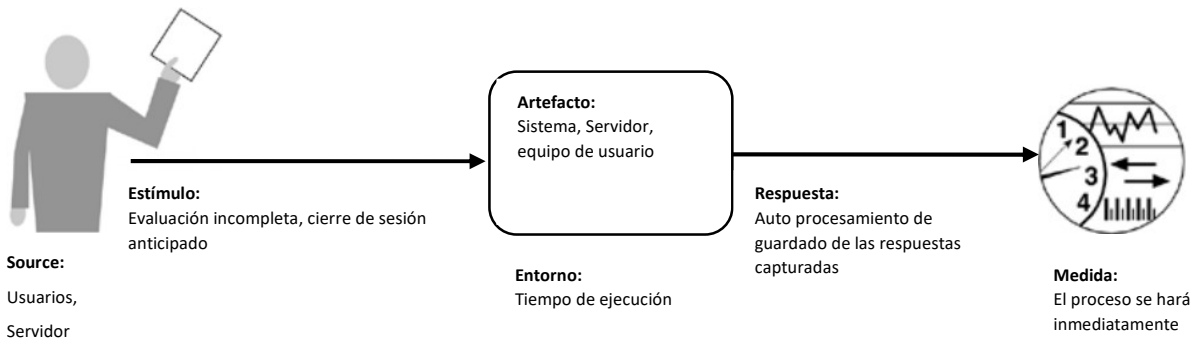 Source:
Usuarios,
Servidor
Estímulo:
Evaluación incompleta, cierre de sesión
anticipado
Artefacto:
Sistema, Servidor,
equipo de usuario
Entorno:
Tiempo de ejecución
Respuesta:
Auto procesamiento de
guardado de las respuestas
capturadas
1
2
3
4
Medida:
El proceso se hará
inmediatamente